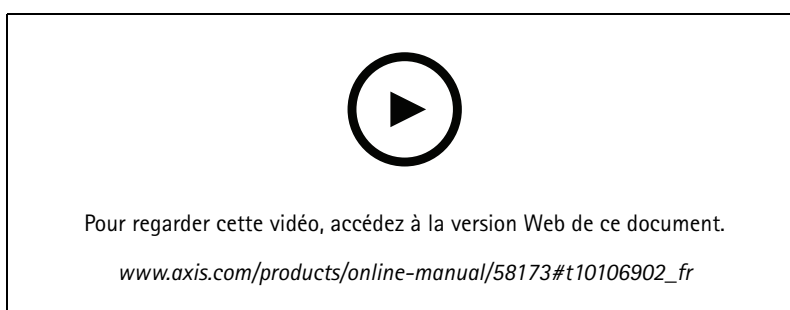 Pour regarder cette vidéo, accédez à la version Web de ce document.
www.axis.com/products/online-manual/58173#t10106902_fr